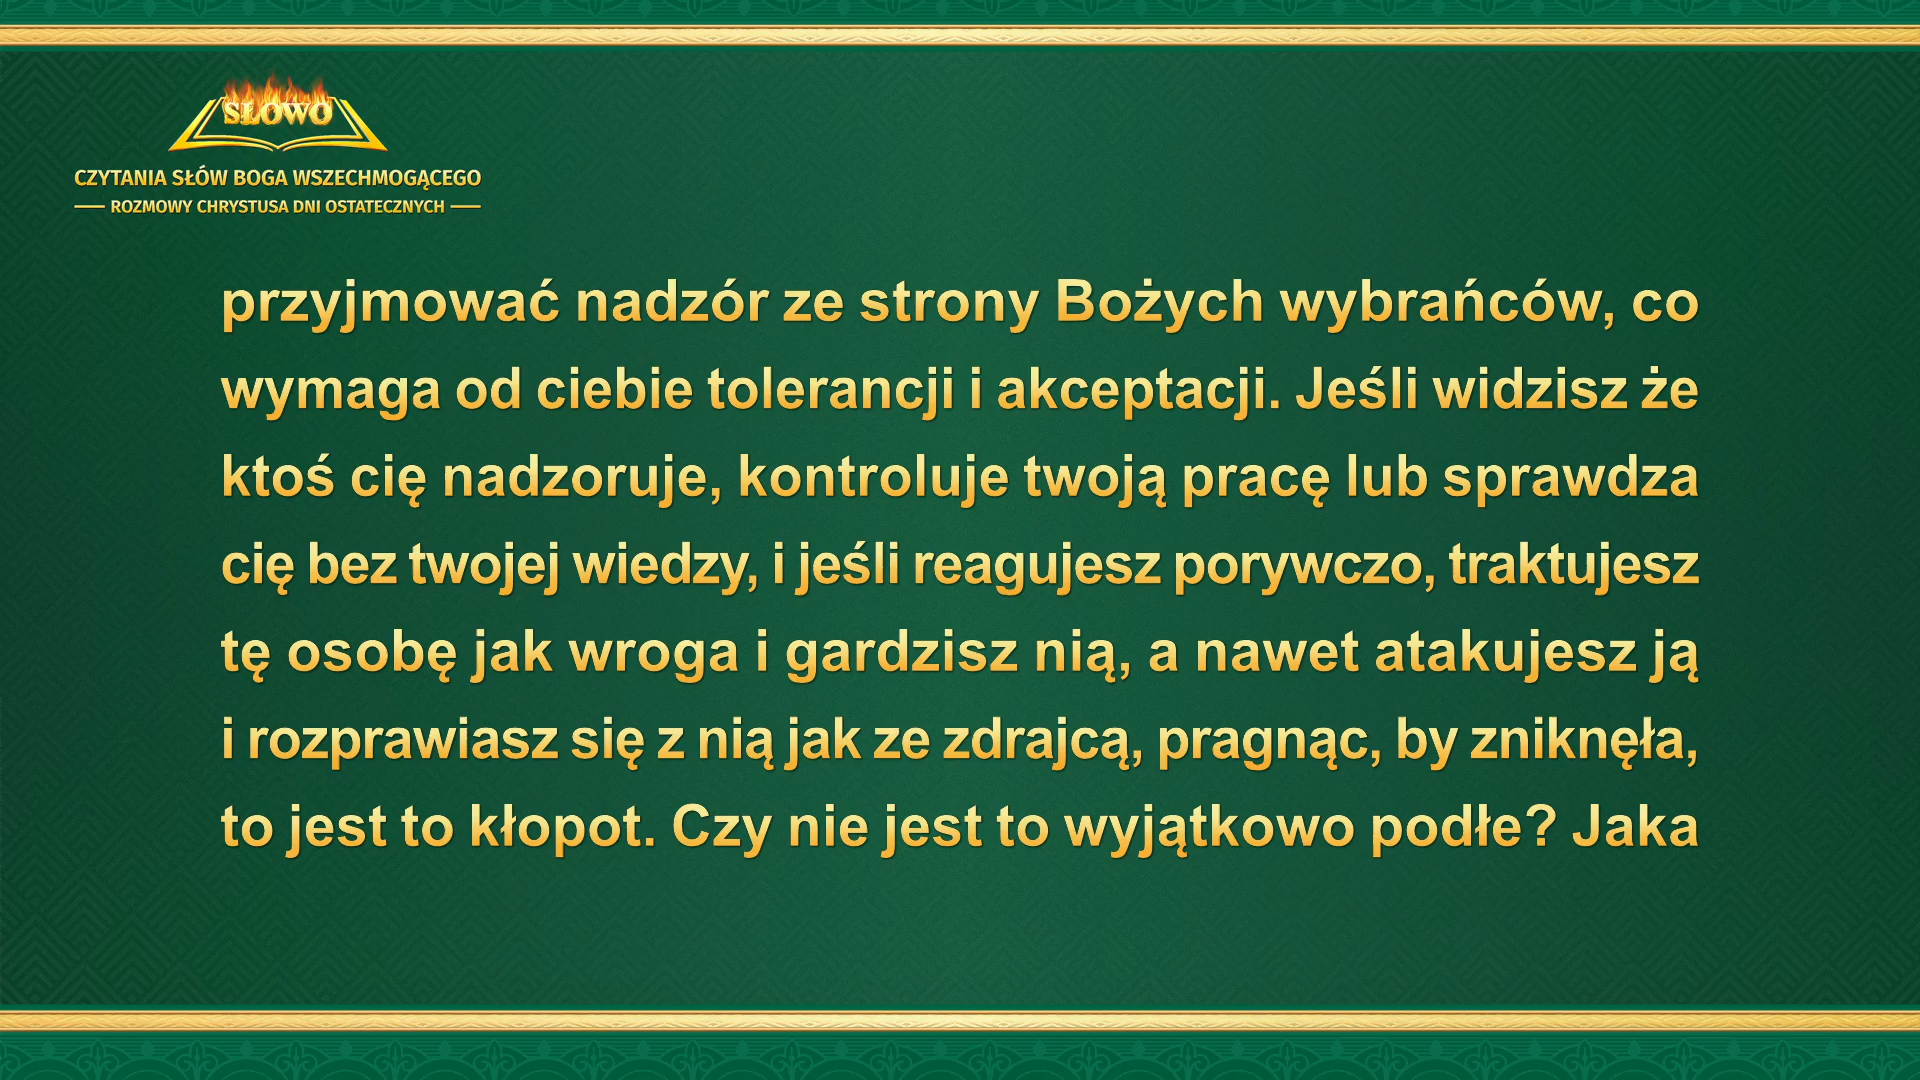 SŁOWO
CZYTANIA SŁÓW BOGA WSZECHMOGĄCEGO
ROZMOWY CHRYSTUSA DNI OSTATECZNYCH
przyjmować nadzór ze strony Bożych wybrańców, co
wymaga od ciebie tolerancji i akceptacji. Jeśli widzisz że
ktoś cię nadzoruje, kontroluje twoją pracę lub sprawdza
cię bez twojej wiedzy, i jeśli reagujesz porywczo, traktujesz
tę osobę jak wroga i gardzisz nią, a nawet atakujesz ją
i rozprawiasz się z nią jak ze zdrajcą, pragnąc, by zniknęła,
to jest to kłopot. Czy nie jest to wyjątkowo podłe? Jaka